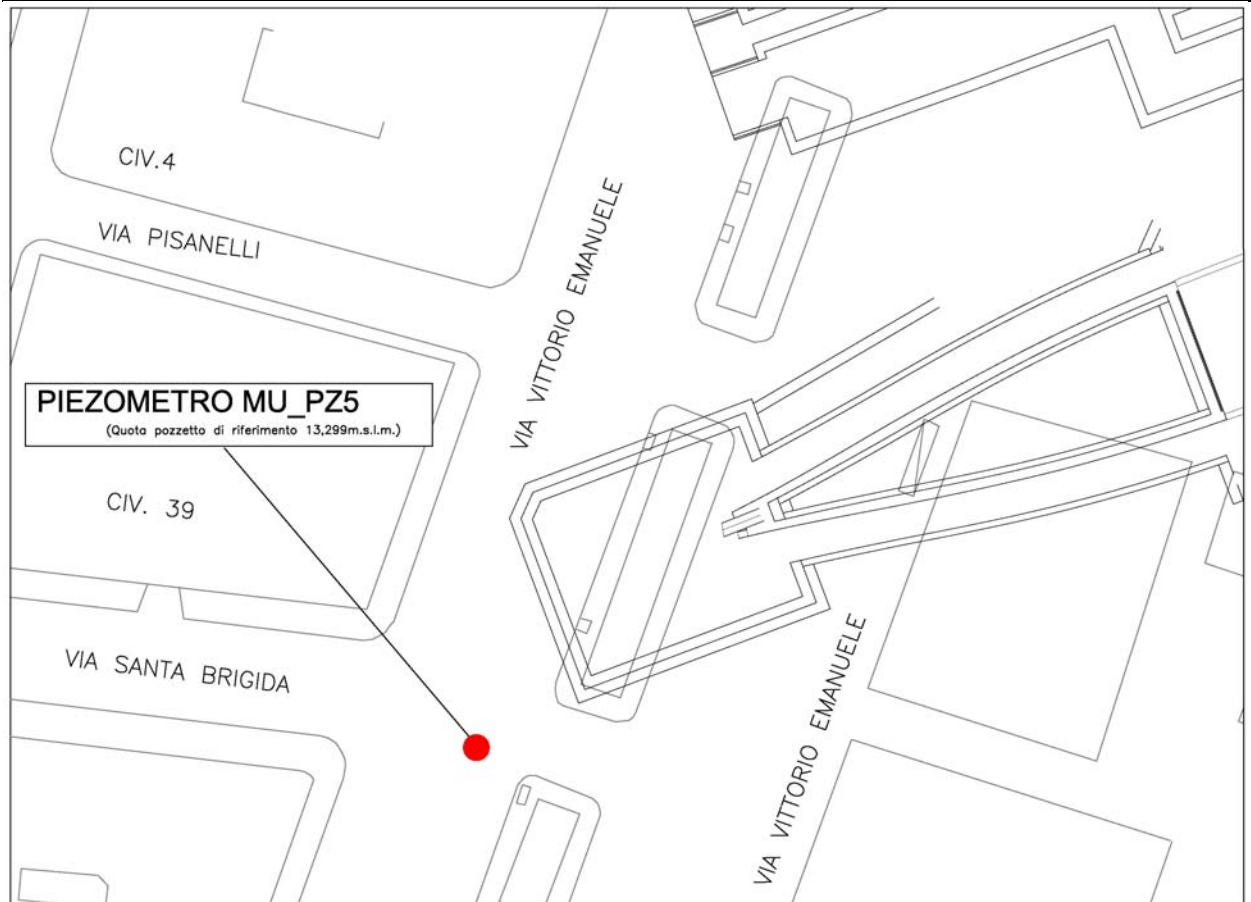 CIV.4
VIA PISANELLI
VIA VITTORIO EMANUELE
PIEZOMETRO MU_PZ5
(Quota pozzetto di riferimento 13,299m.s.l.m.)
CIV. 39
VIA SANTA BRIGIDA
VIA VITTORIO EMANUELE